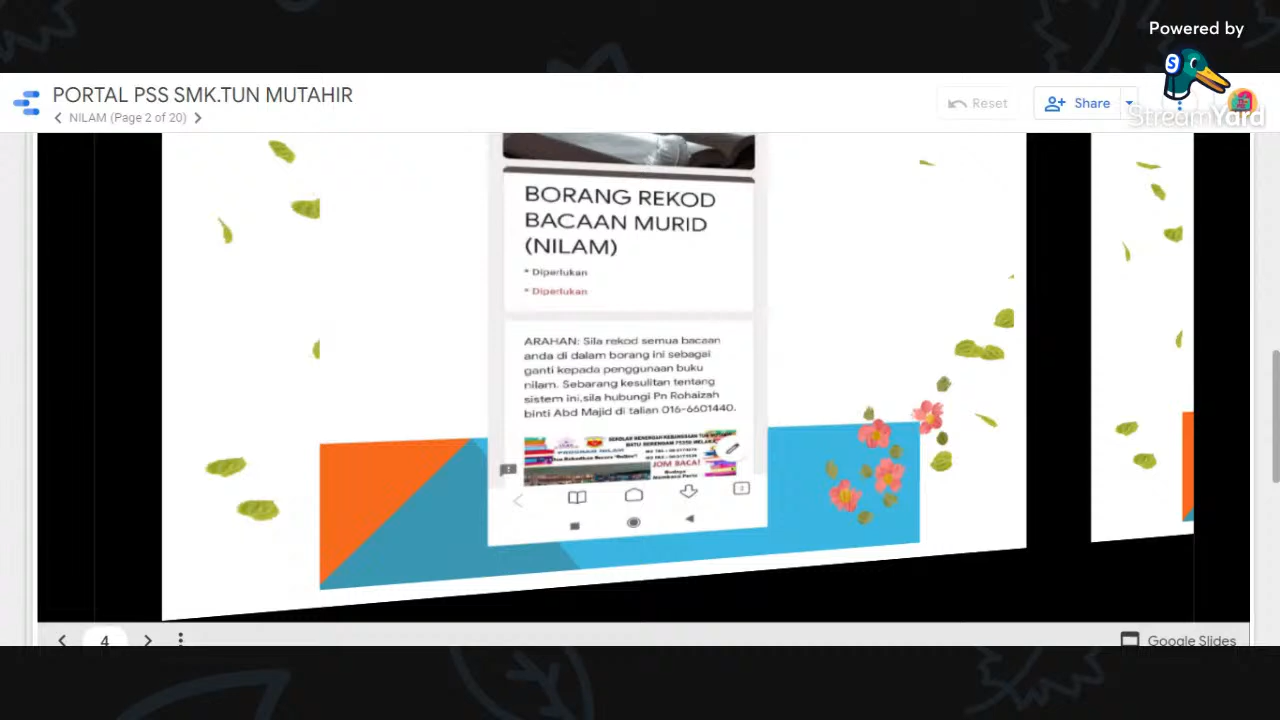 Powered by
StreamYard
PORTAL PSS SMK.TUN MUTAHIR
NILAM (Page 2 of 20)
Reset
Share
BORANG REKOD
BACAAN MURID
(NILAM)
* Diperlukan
* Diperlukan
ARAHAN: Sila rekod semua bacaan
anda di dalam borang ini sebagai
ganti kepada penggunaan buku
nilam. Sebarang kesulitan tentang
sistem ini,sila hubungi Pn Rohaizah
binti Abd Majid di talian 016-6601440.
PROGRAM NILAM
JOM BACA!
4
Google Slides